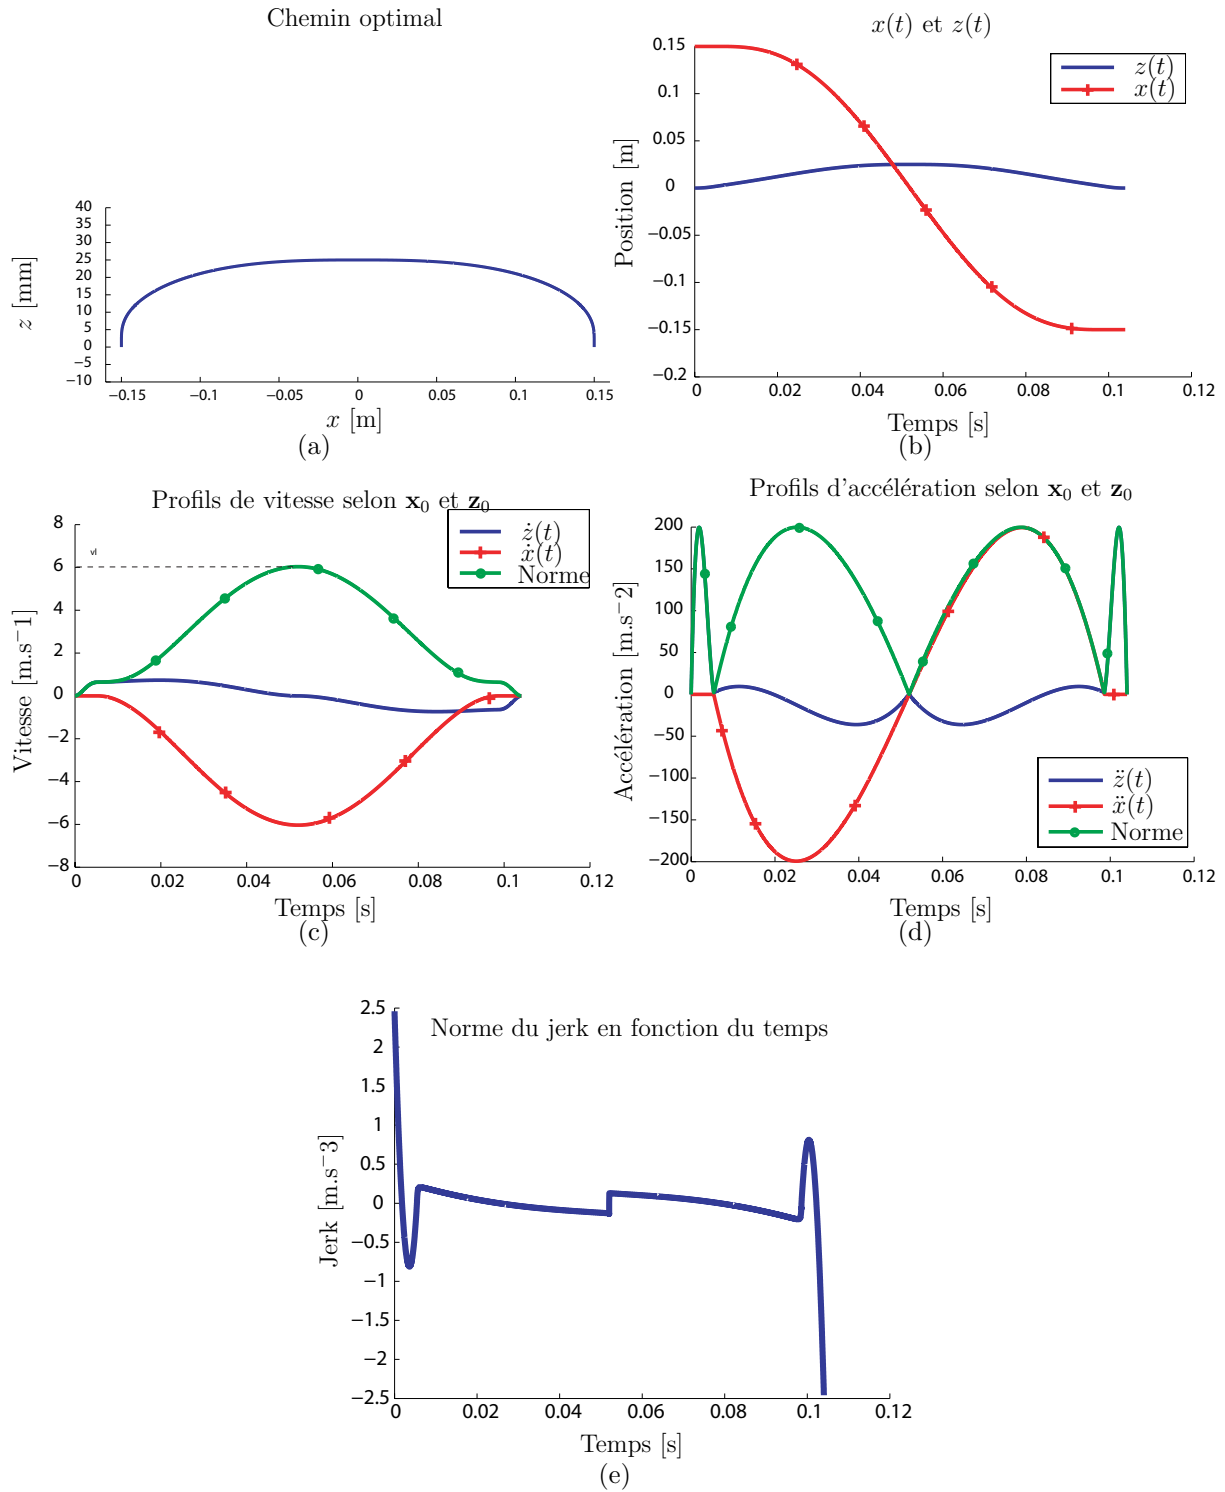 Chemin optimal
z [mm]
40
35
30
25
20
15
10
5
0
−5
−10
−0.15 −0.1 −0.05 0 0.05 0.1 0.15
x [m]
(a)
x(t) et z(t)
z(t)
x(t)
Position [m]
0.15
0.1
0.05
0
−0.05
−0.1
−0.15
−0.2
0 0.02 0.04 0.06 0.08 0.1 0.12
Temps [s]
(b)
Profils de vitesse selon x₀ et z₀
ż(t)
ẋ(t)
Norme
vl
Vitesse [m.s−1]
8
6
4
2
0
−2
−4
−6
−8
0 0.02 0.04 0.06 0.08 0.1 0.12
Temps [s]
(c)
Profils d'accélération selon x₀ et z₀
Accélération [m.s−2]
200
150
100
50
0
−50
−100
−150
−200
z̈(t)
ẍ(t)
Norme
0 0.02 0.04 0.06 0.08 0.1 0.12
Temps [s]
(d)
Norme du jerk en fonction du temps
Jerk [m.s−3]
2.5
2
1.5
1
0.5
0
−0.5
−1
−1.5
−2
−2.5
0 0.02 0.04 0.06 0.08 0.1 0.12
Temps [s]
(e)